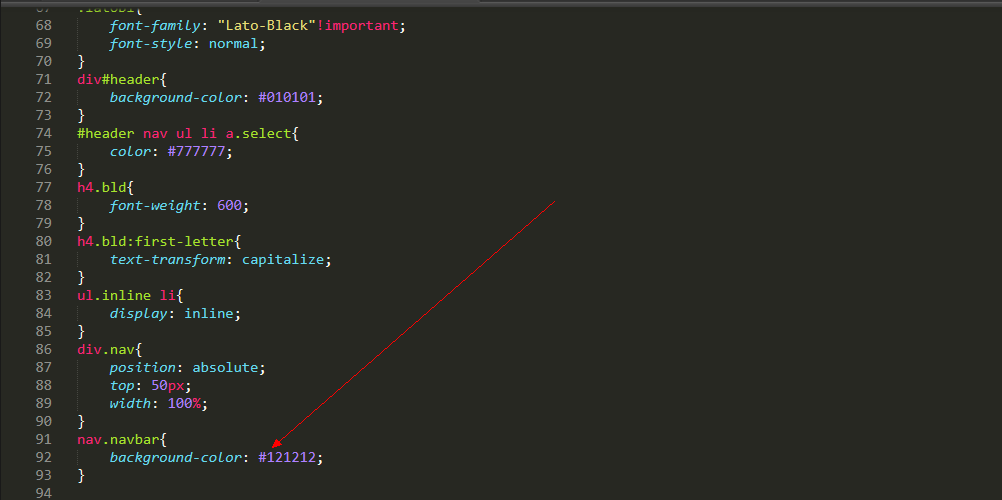 68 font-family: "Lato-Black"!important;
69 font-style: normal;
70 }
71 div#header{
72 background-color: #010101;
73 }
74 #header nav ul li a.select{
75 color: #777777;
76 }
77 h4.bld{
78 font-weight: 600;
79 }
80 h4.bld:first-letter{
81 text-transform: capitalize;
82 }
83 ul.inline li{
84 display: inline;
85 }
86 div.nav{
87 position: absolute;
88 top: 50px;
89 width: 100%;
90 }
91 nav.navbar{
92 background-color: #121212;
93 }
94